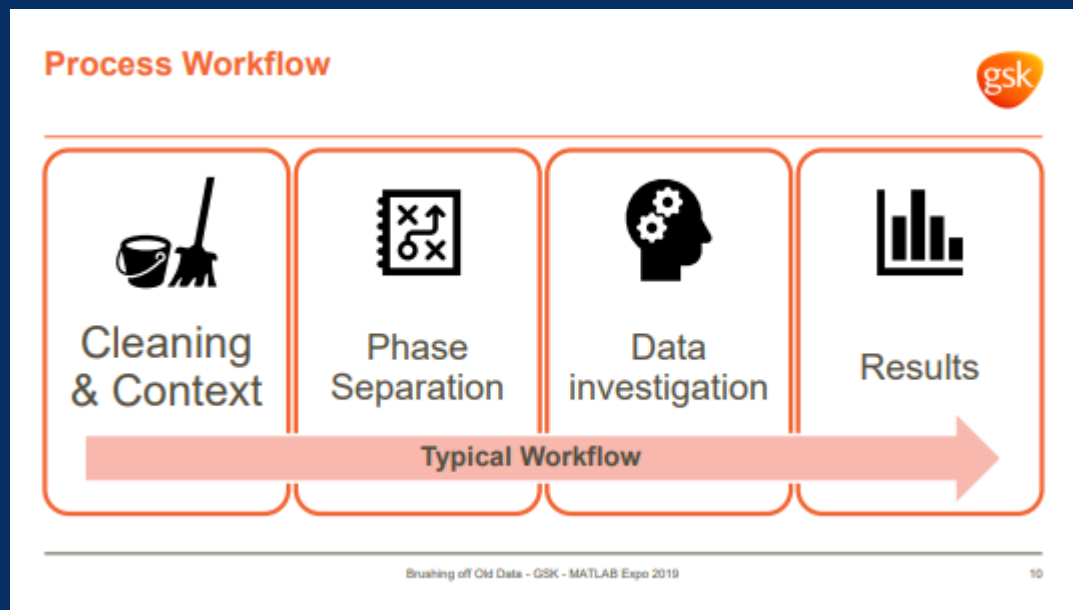 Process Workflow
gsk
Cleaning
& Context
Phase
Separation
Data
investigation
Results
Typical Workflow
Brushing off Old Data - GSK - MATLAB Expo 2019
10